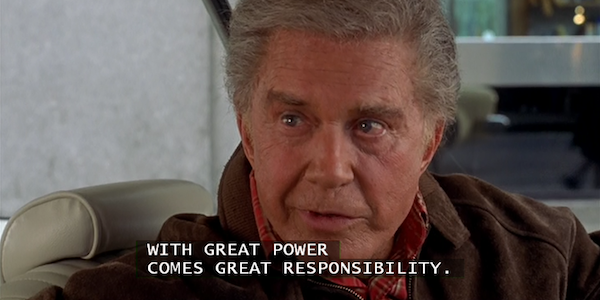 WITH GREAT POWER
COMES GREAT RESPONSIBILITY.